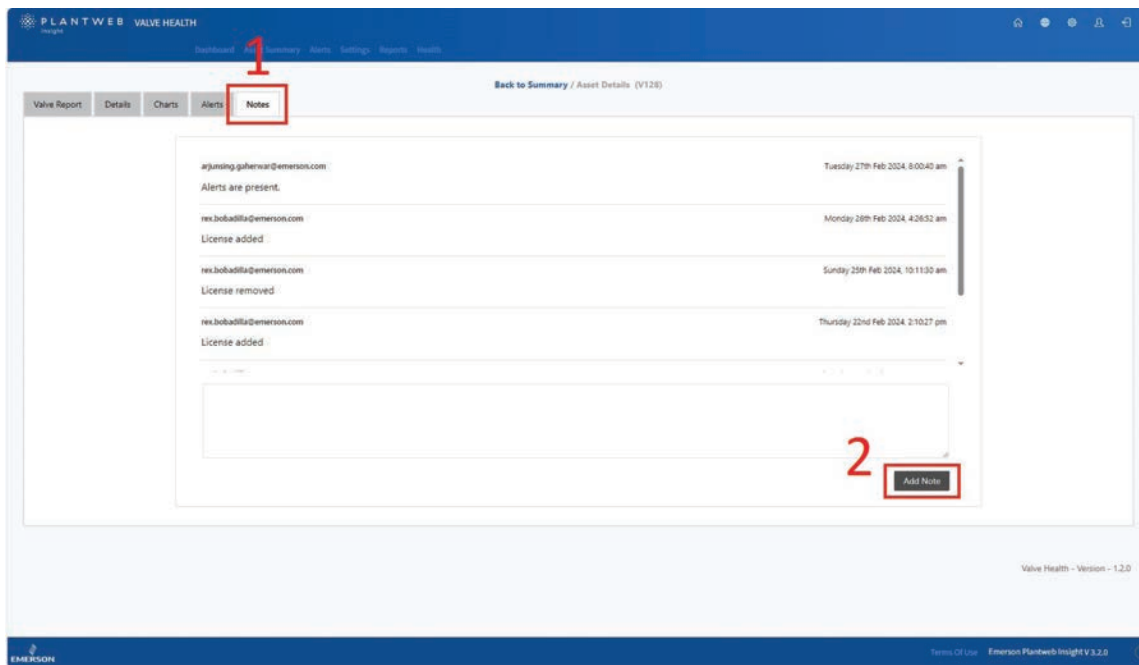 PLANTWEB VALVE HEALTH
Insight
Dashboard Asset Summary Alerts Settings Reports Health
1
Back to Summary / Asset Details (V128)
Valve Report Details Charts Alerts Notes
arjunsing.gaherwar@emerson.com Tuesday 27th Feb 2024, 8:00:40 am
Alerts are present.
rex.bobadilla@emerson.com Monday 26th Feb 2024, 4:26:52 am
License added
rex.bobadilla@emerson.com Sunday 25th Feb 2024, 10:11:30 am
License removed
rex.bobadilla@emerson.com Thursday 22nd Feb 2024, 2:10:27 pm
License added
2
Add Note
Valve Health - Version - 1.2.0
EMERSON
Terms Of Use Emerson Plantweb Insight V 3.2.0